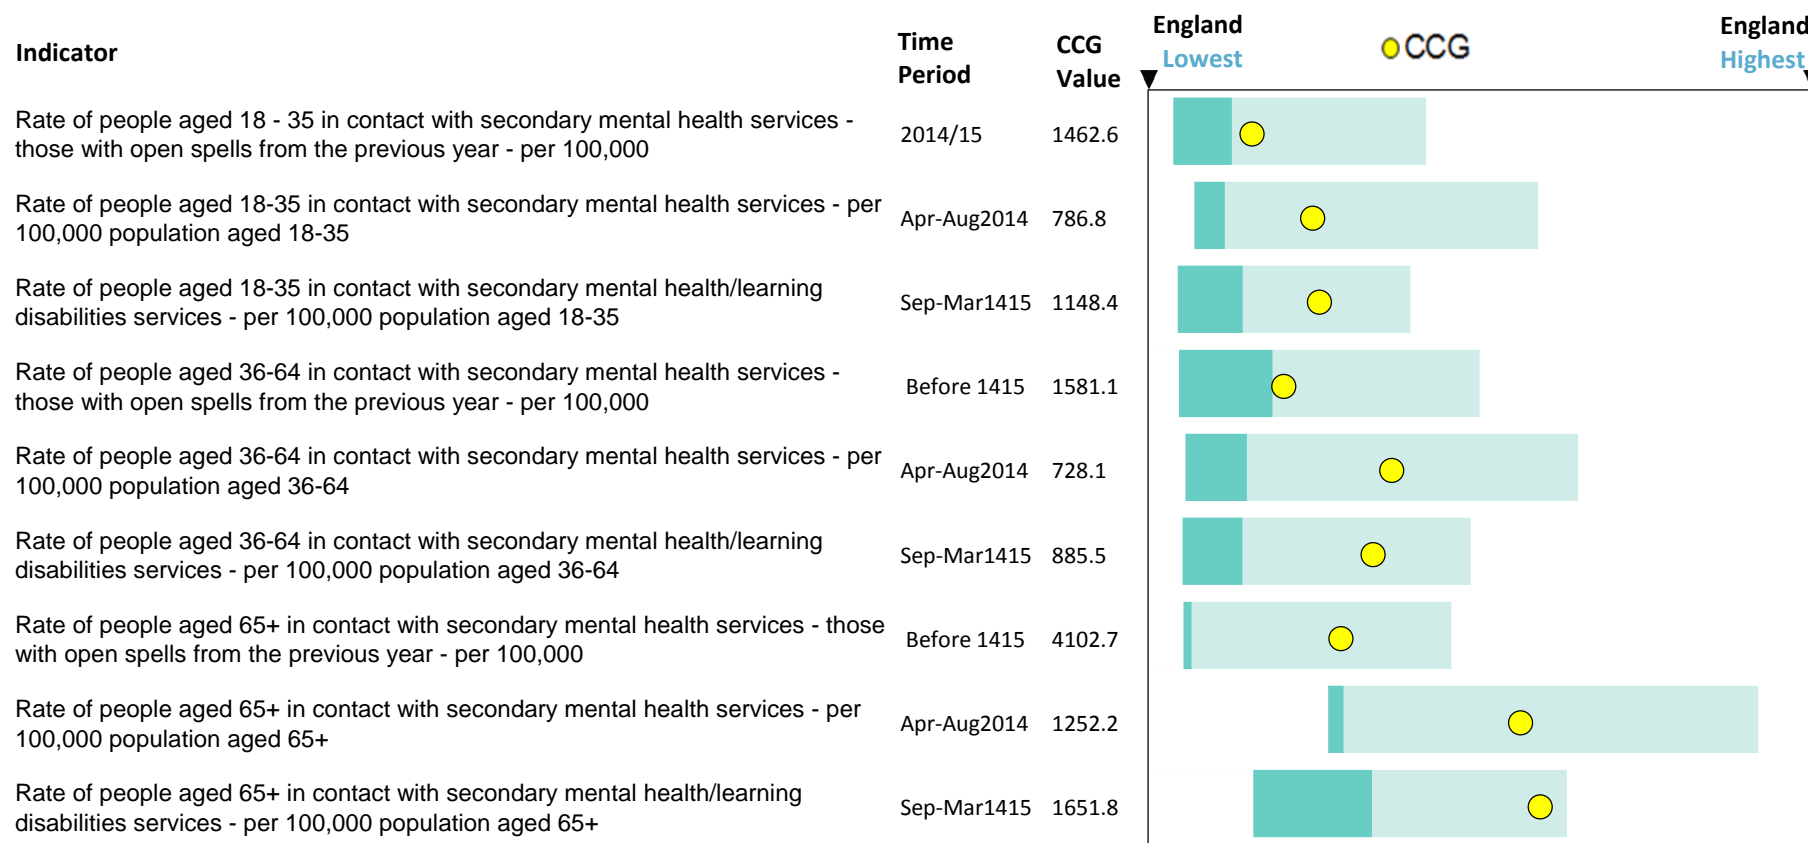 Indicator
Time Period
CCG Value
England Lowest
CCG
England Highest
Rate of people aged 18 - 35 in contact with secondary mental health services -
those with open spells from the previous year - per 100,000
2014/15
1462.6
Rate of people aged 18-35 in contact with secondary mental health services - per
100,000 population aged 18-35
Apr-Aug2014
786.8
Rate of people aged 18-35 in contact with secondary mental health/learning
disabilities services - per 100,000 population aged 18-35
Sep-Mar1415
1148.4
Rate of people aged 36-64 in contact with secondary mental health services -
those with open spells from the previous year - per 100,000
Before 1415
1581.1
Rate of people aged 36-64 in contact with secondary mental health services - per
100,000 population aged 36-64
Apr-Aug2014
728.1
Rate of people aged 36-64 in contact with secondary mental health/learning
disabilities services - per 100,000 population aged 36-64
Sep-Mar1415
885.5
Rate of people aged 65+ in contact with secondary mental health services - those
with open spells from the previous year - per 100,000
Before 1415
4102.7
Rate of people aged 65+ in contact with secondary mental health services - per
100,000 population aged 65+
Apr-Aug2014
1252.2
Rate of people aged 65+ in contact with secondary mental health/learning
disabilities services - per 100,000 population aged 65+
Sep-Mar1415
1651.8